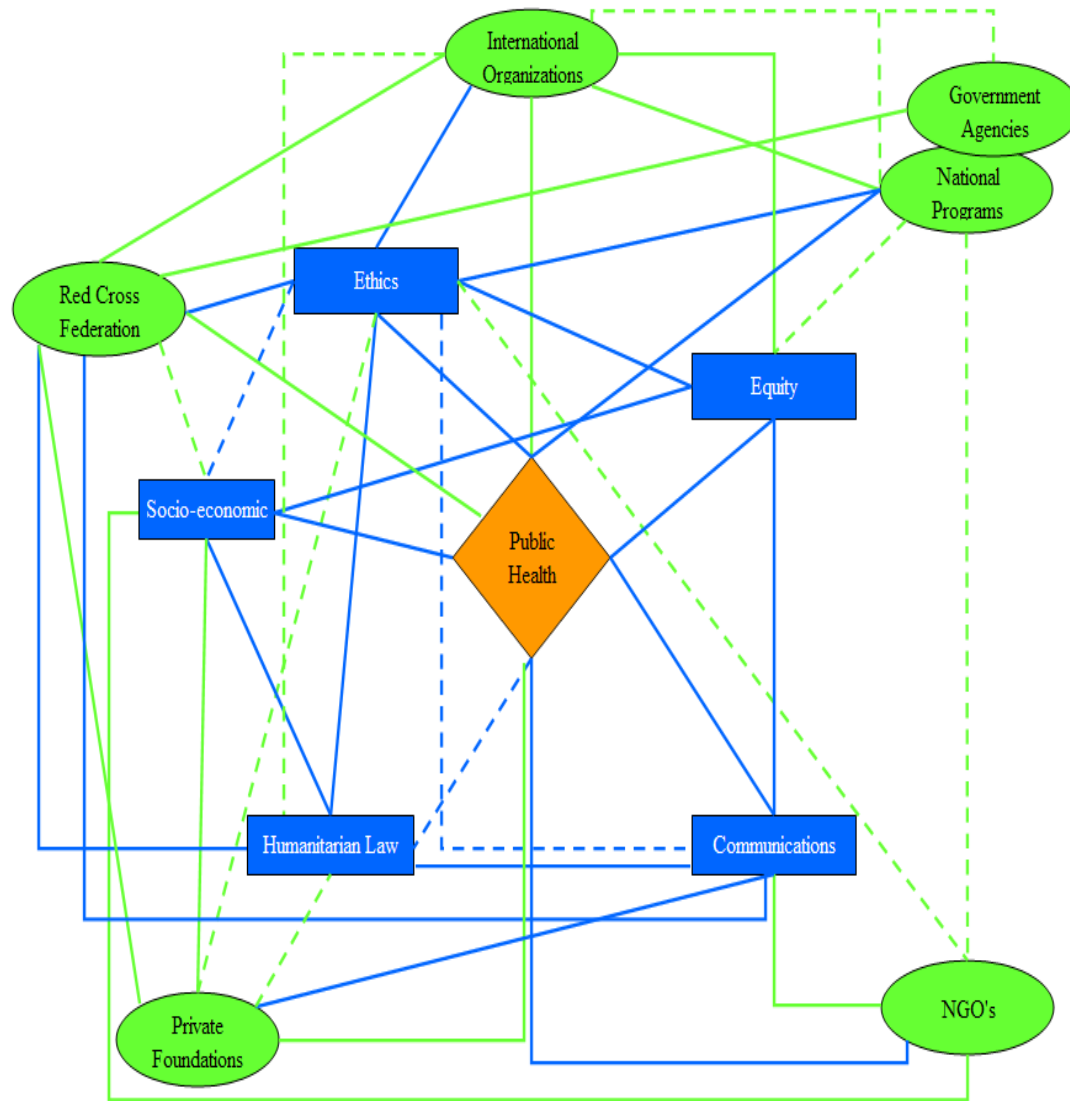 International
Organizations
Government
Agencies
National
Programs
Ethics
Red Cross
Federation
Equity
Socio-economic
Public
Health
Humanitarian Law
Communications
NGO's
Private
Foundations